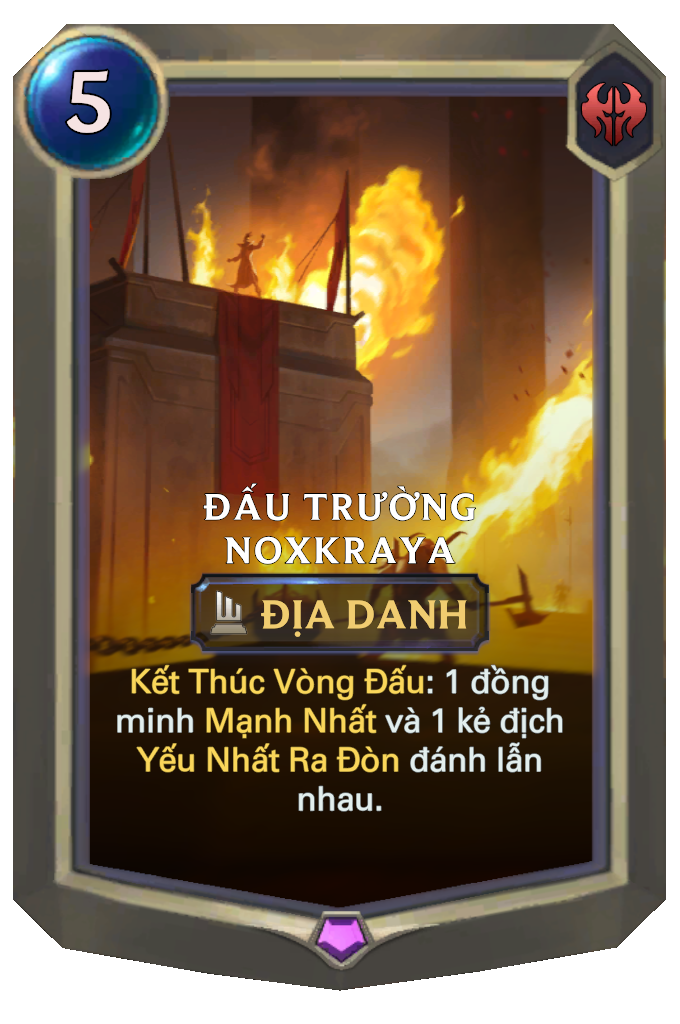 5
ĐẤU TRƯỜNG
NOXKRAYA
ĐỊA DANH
Kết Thúc Vòng Đấu: 1 đồng
minh Mạnh Nhất và 1 kẻ địch
Yếu Nhất Ra Đòn đánh lẫn
nhau.